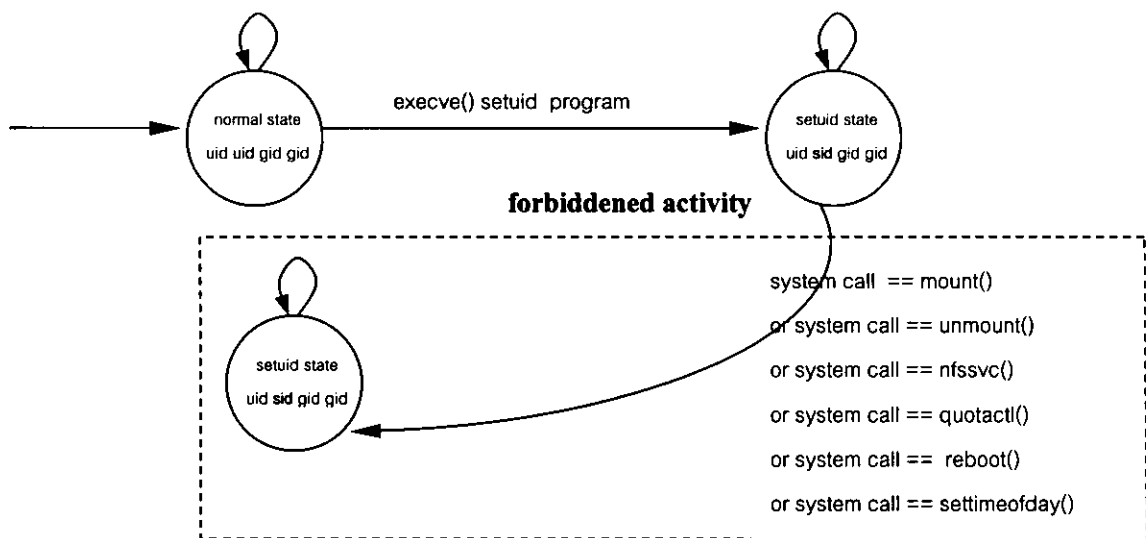 normal state
uid uid gid gid
execve() setuid program
setuid state
uid sid gid gid
forbiddened activity
setuid state
uid sid gid gid
system call == mount()
or system call == unmount()
or system call == nfssvc()
or system call == quotactl()
or system call == reboot()
or system call == settimeofday()